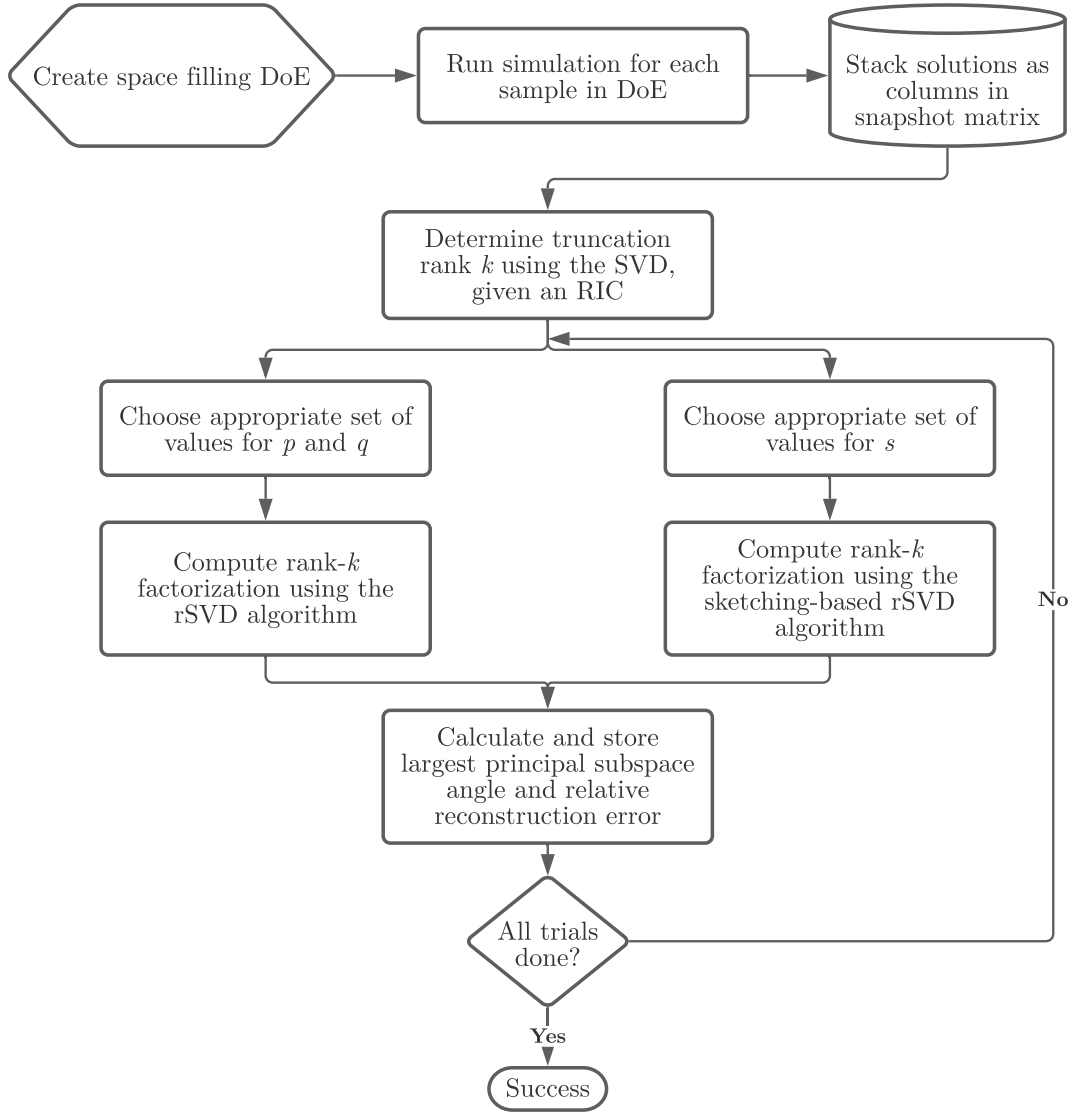 Create space filling DoE
Run simulation for each
sample in DoE
Stack solutions as
columns in
snapshot matrix
Determine truncation
rank k using the SVD,
given an RIC
Choose appropriate set of
values for p and q
Choose appropriate set of
values for s
Compute rank-k
factorization using the
rSVD algorithm
Compute rank-k
factorization using the
sketching-based rSVD
algorithm
No
Calculate and store
largest principal subspace
angle and relative
reconstruction error
All trials
done?
Yes
Success